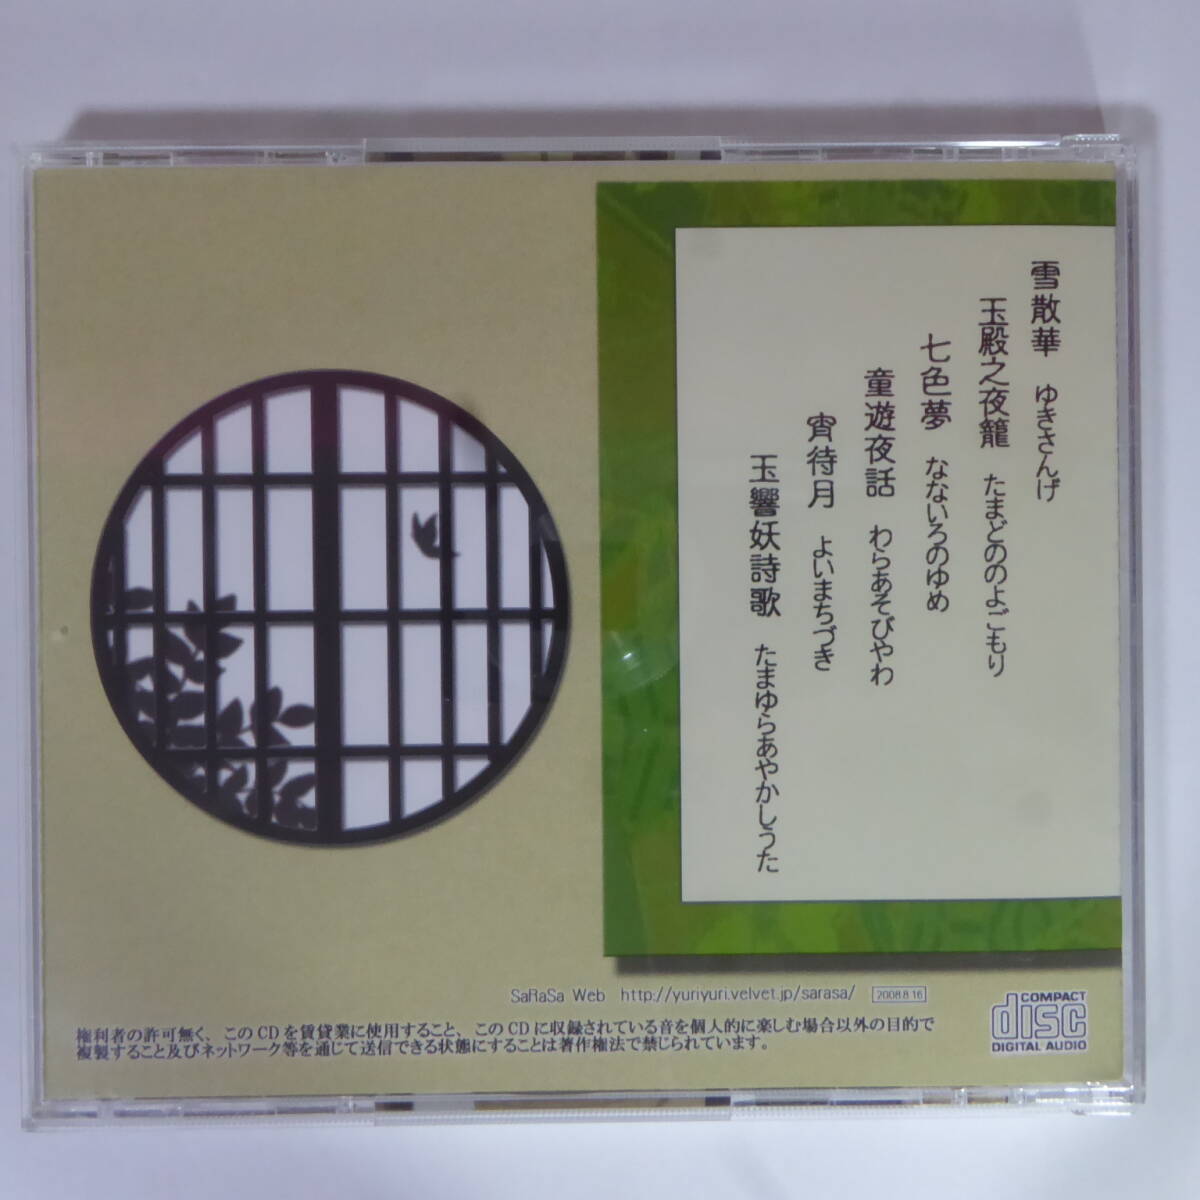 雪散華 ゆきさんげ
玉殿之夜籠 たまどののよごもり
七色夢 なないろのゆめ
童遊夜話 わらあそびやわ
宵待月 よいまちづき
玉響妖詩歌 たまゆらあやかしうた
SaRaSa Web http://yuriyuri.velvet.jp/sarasa/ 2008.8.16
権利者の許可無く、このCDを賃貸業に使用すること、このCDに収録されている音を個人的に楽しむ場合以外の目的で
複製すること及びネットワーク等を通じて送信できる状態にすることは著作権法で禁じられています。
COMPACT
disc
DIGITAL AUDIO